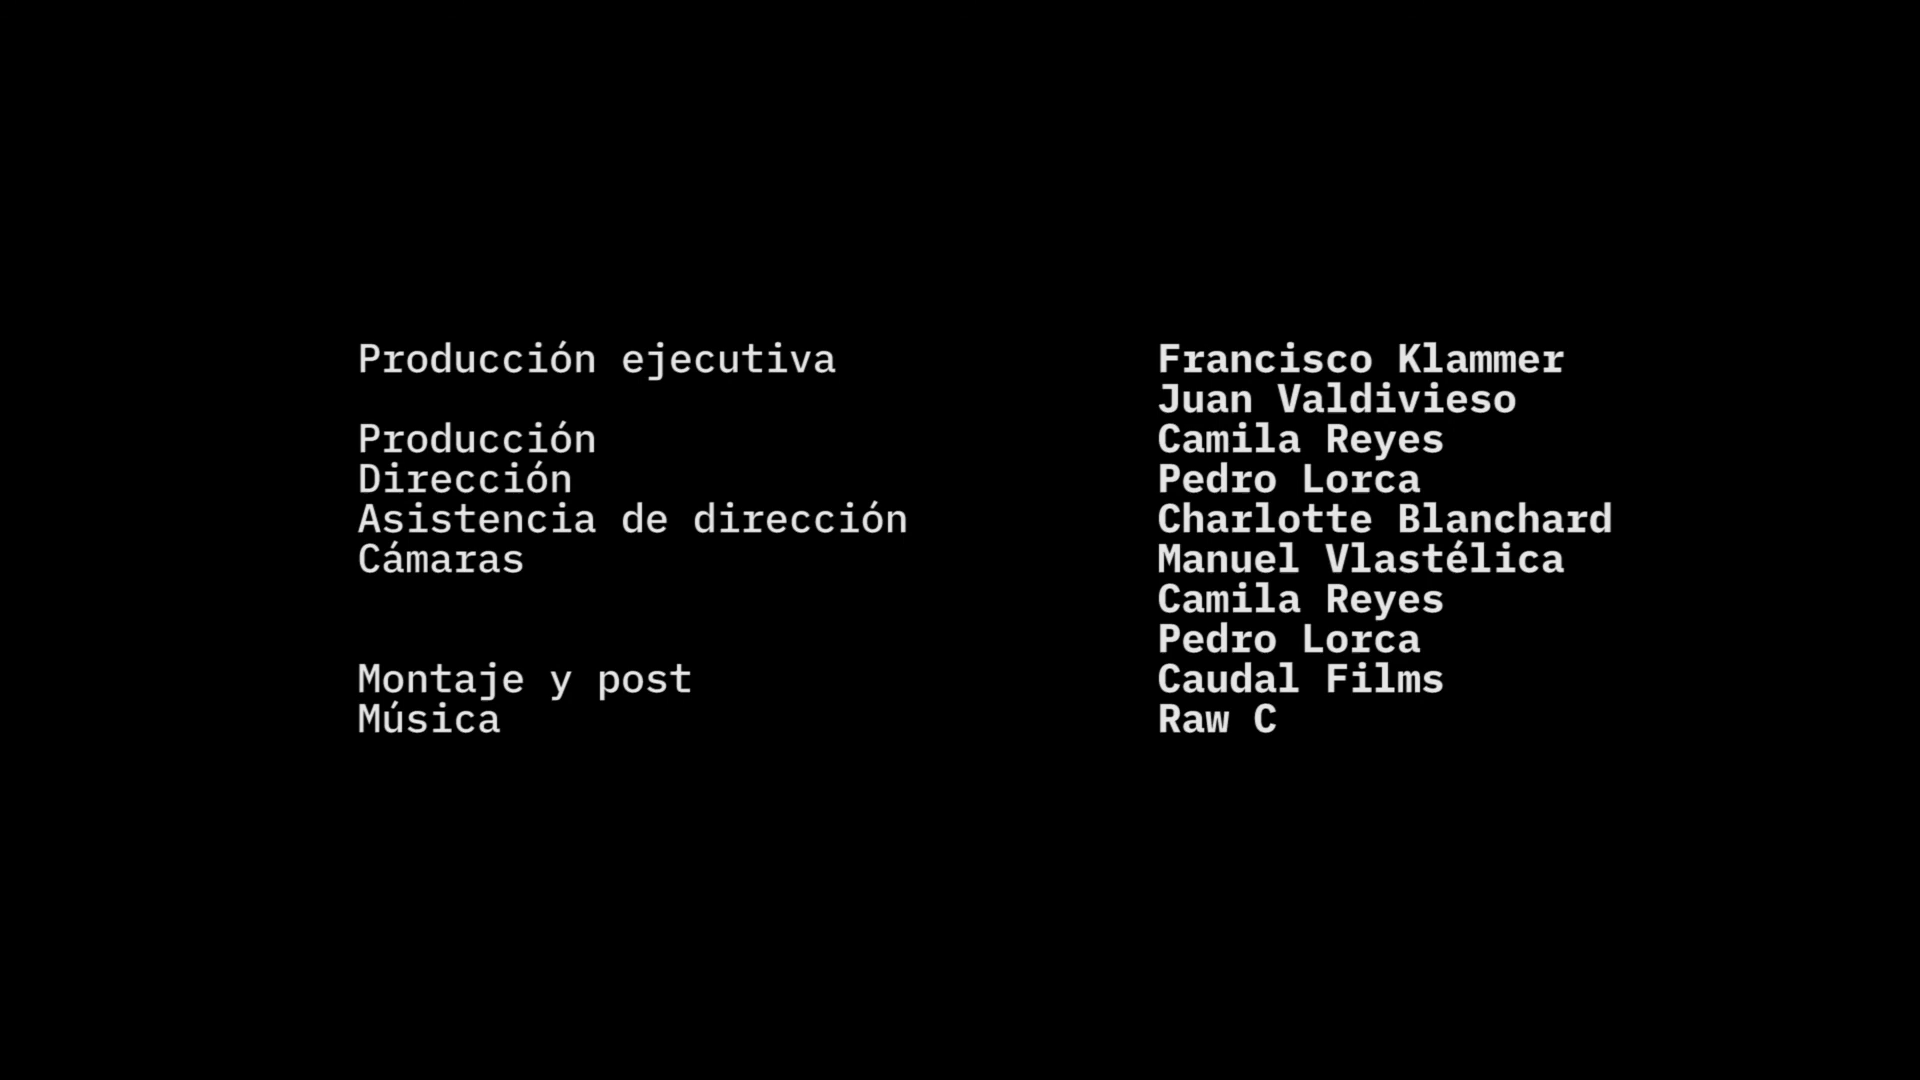 Producción ejecutiva Francisco Klammer
Juan Valdivieso
Producción Camila Reyes
Dirección Pedro Lorca
Asistencia de dirección Charlotte Blanchard
Cámaras Manuel Vlastélica
Camila Reyes
Pedro Lorca
Montaje y post Caudal Films
Música Raw C